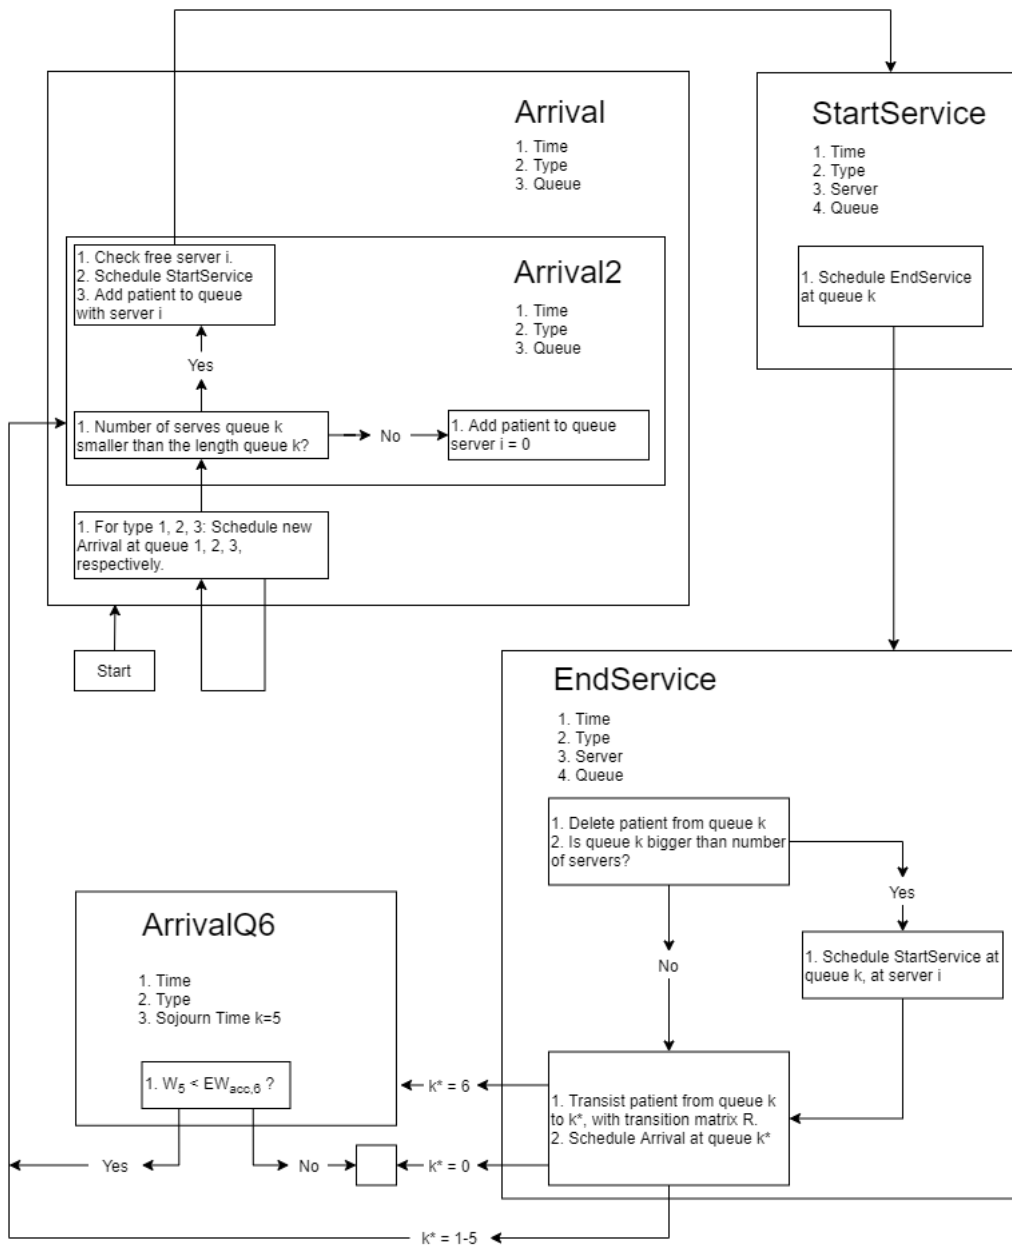 Arrival
1. Time
2. Type
3. Queue
StartService
1. Time
2. Type
3. Server
4. Queue
1. Schedule EndService
at queue k
Arrival2
1. Time
2. Type
3. Queue
1. Check free server i.
2. Schedule StartService
3. Add patient to queue
with server i
Yes
1. Number of serves queue k
smaller than the length queue k?
No
1. Add patient to queue
server i = 0
1. For type 1, 2, 3: Schedule new
Arrival at queue 1, 2, 3,
respectively.
Start
EndService
1. Time
2. Type
3. Server
4. Queue
1. Delete patient from queue k
2. Is queue k bigger than number
of servers?
Yes
No
1. Schedule StartService at
queue k, at server i
1. Transist patient from queue k
to k*, with transition matrix R.
2. Schedule Arrival at queue k*
ArrivalQ6
1. Time
2. Type
3. Sojourn Time k=5
1. W5 < EWacc,6 ?
k* = 6
Yes
No
k* = 0
k* = 1-5